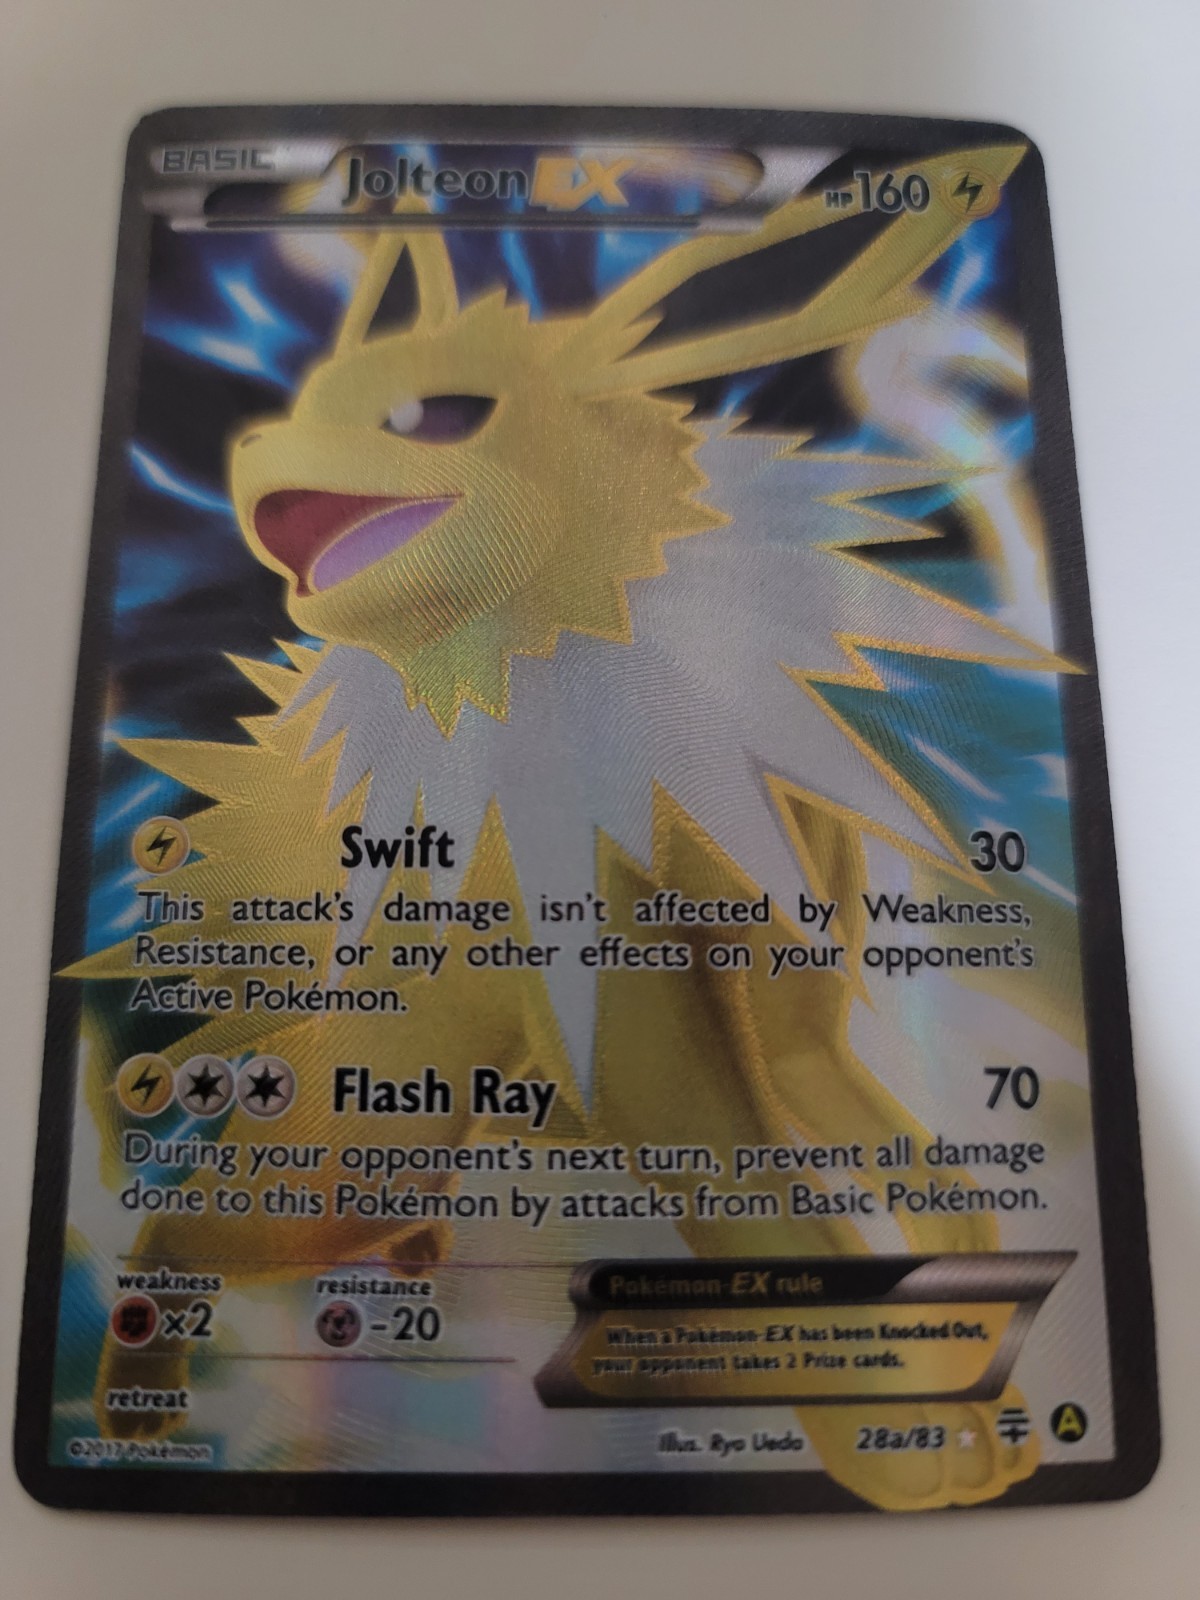 BASIC Jolteon EX HP 160
Swift 30
This attack's damage isn't affected by Weakness,
Resistance, or any other effects on your opponent's
Active Pokémon.
Flash Ray 70
During your opponent's next turn, prevent all damage
done to this Pokémon by attacks from Basic Pokémon.
weakness resistance
×2 -20
Pokémon-EX rule
When a Pokémon-EX has been Knocked Out,
your opponent takes 2 Prize cards.
retreat
©2017 Pokémon Illus. Ryo Ueda 28a/83 A